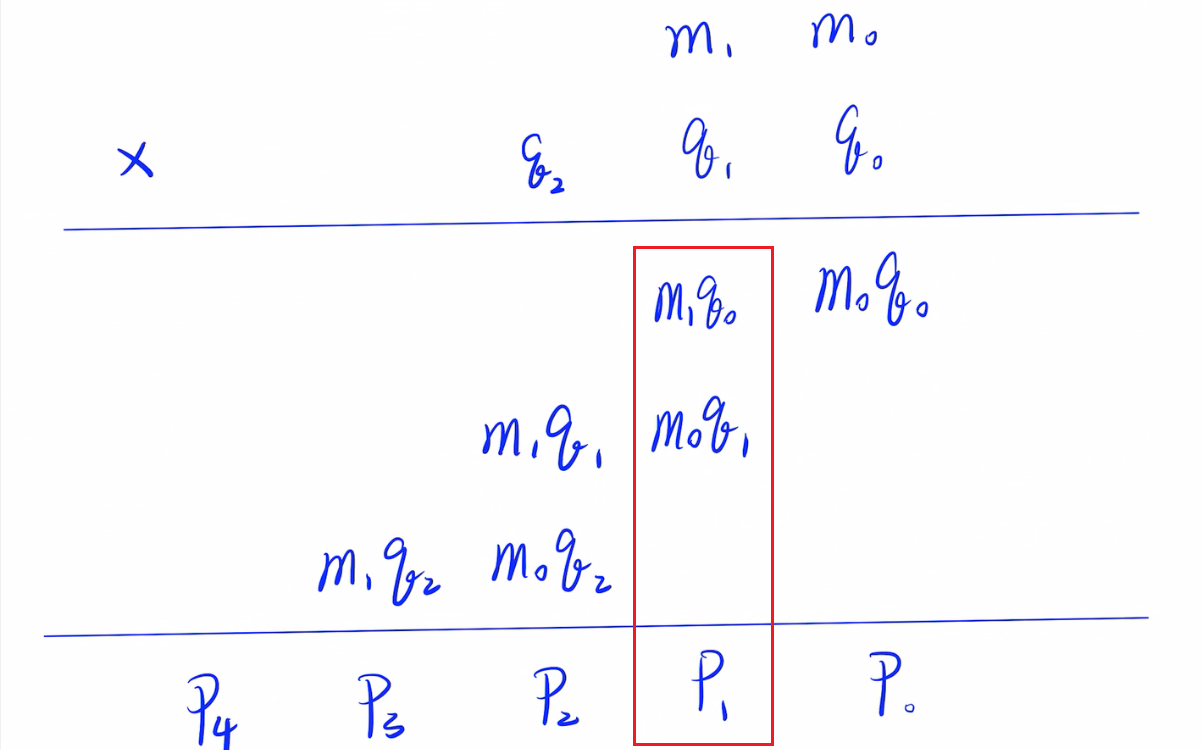 m₁ m₀
× q₂ q₁ q₀
m₁q₀ m₀q₀
m₁q₁ m₀q₁
m₁q₂ m₀q₂
P₄ P₃ P₂ P₁ P₀